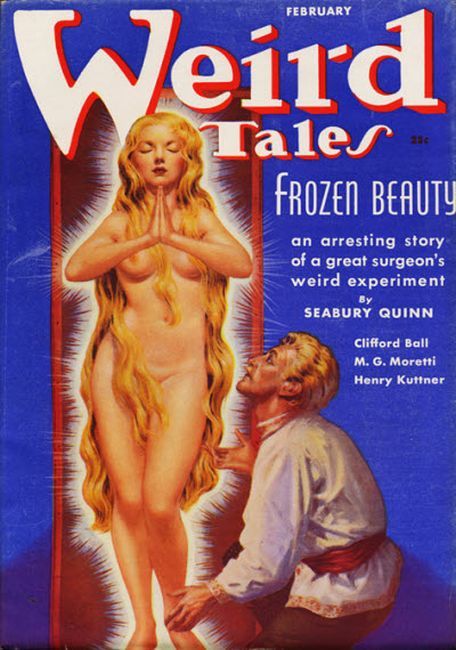 FEBRUARY
Weird
Tales
25c
FROZEN BEAUTY
an arresting story
of a great surgeon's
weird experiment
By
SEABURY QUINN
Clifford Ball
M. G. Moretti
Henry Kuttner